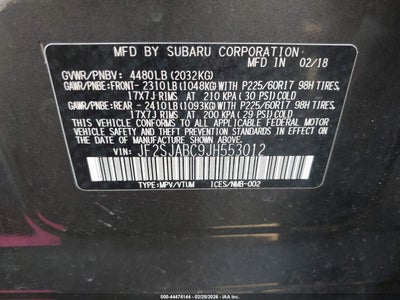 MFD. BY SUBARU CORPORATION 02/18
GVWR/PNBV: 4480LB(2032KG)
GAWR/PNBE:FRONT- 2310LB(1048KG)WITH P225/60R17 98H TIRES,
17X7J RIMS AT 210 KPA( 30 PSI)COLD
GAWR/PNBE:REAR - 2410LB(1093KG)WITH P225/60R17 98H TIRES,
17X7J RIMS AT 200 KPA( 29 PSI)COLD
THIS VEHICLE CONFORMS TO ALL APPLICABLE
FEDERAL MOTOR VEHICLE SAFETY, BUMPER, AND
THEFT PREVENTION STANDARDS IN EFFECT ON
THE DATE OF MANUFACTURE SHOWN ABOVE.
VIN: JF2SJABC9JH553012
TYPE:MPV/VTUM ICES/NMB-002
000-44474144 - 02/25/2026 - IAAI.COM